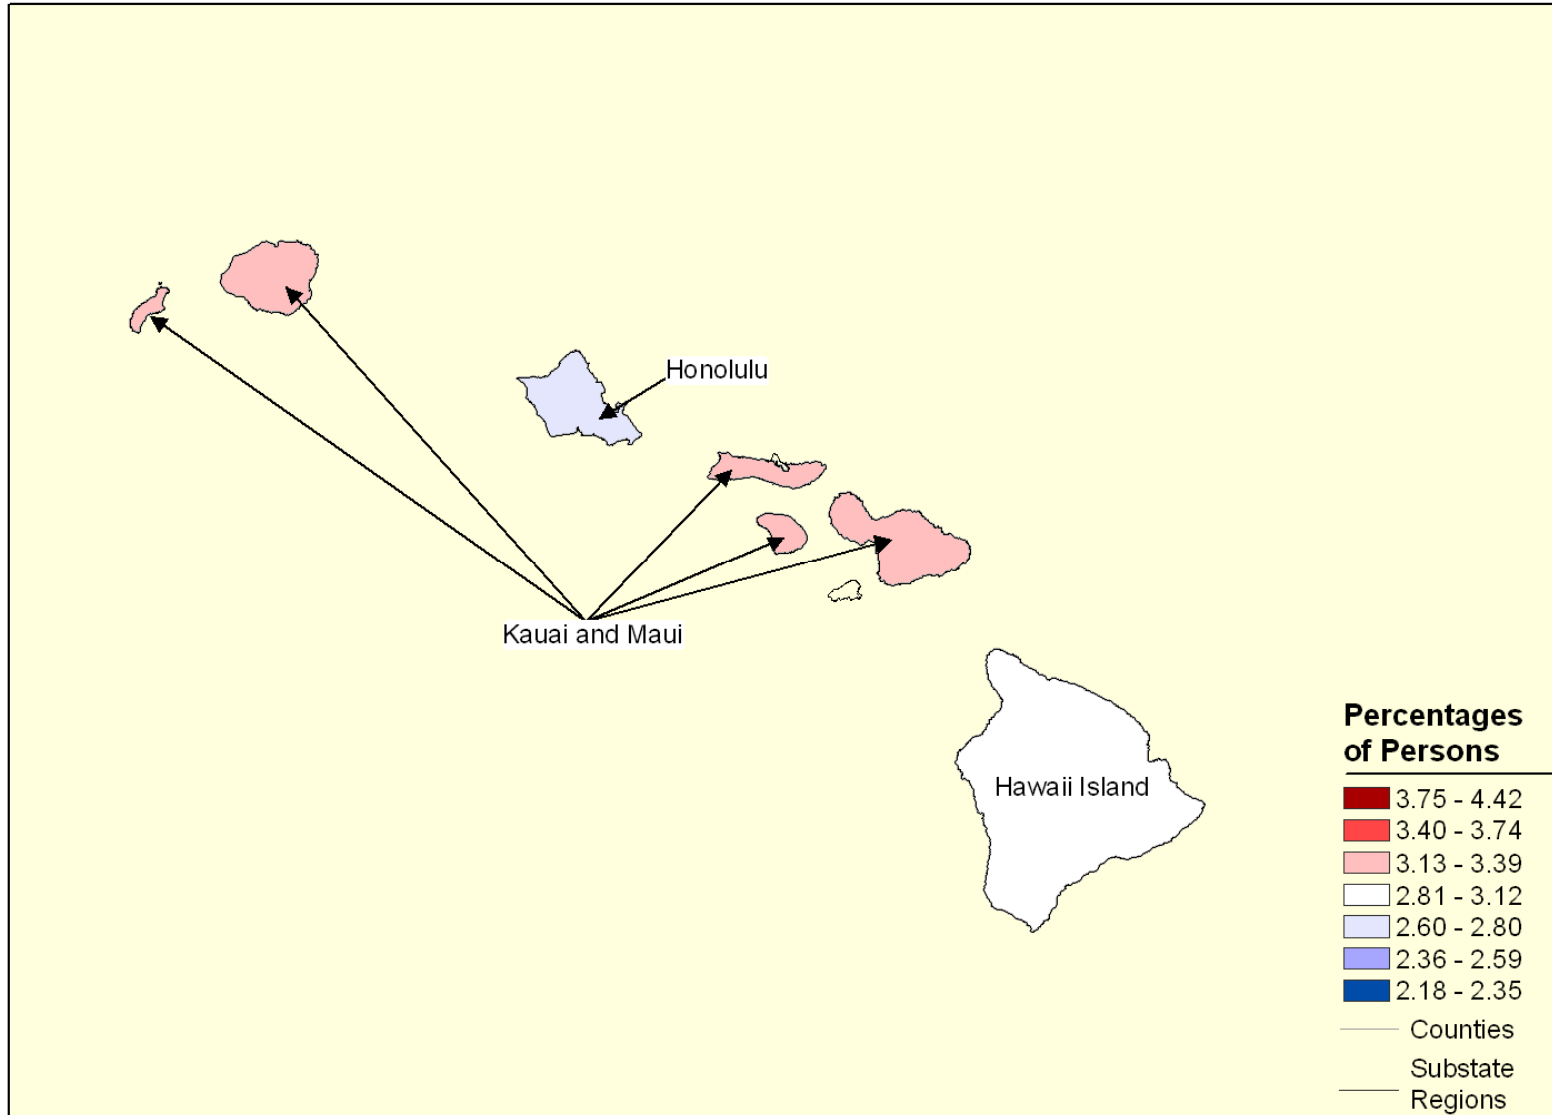 Honolulu
Kauai and Maui
Hawaii Island
Percentages
of Persons
3.75 - 4.42
3.40 - 3.74
3.13 - 3.39
2.81 - 3.12
2.60 - 2.80
2.36 - 2.59
2.18 - 2.35
Counties
Substate
Regions